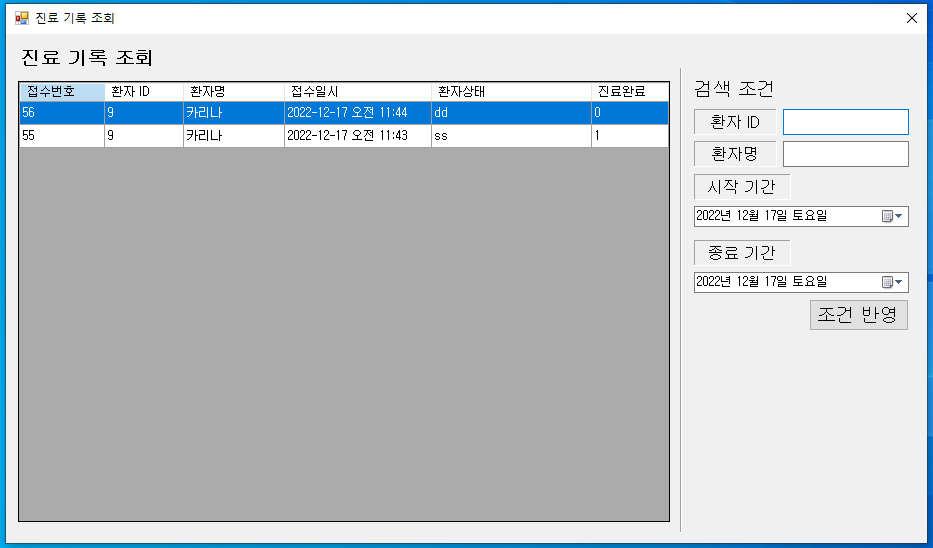 진료 기록 조회
진료 기록 조회
접수번호 환자 ID 환자명 접수일시 환자상태 진료완료
56 9 카리나 2022-12-17 오전 11:44 dd 0
55 9 카리나 2022-12-17 오전 11:43 ss 1
검색 조건
환자 ID
환자명
시작 기간
2022년 12월 17일 토요일
종료 기간
2022년 12월 17일 토요일
조건 반영